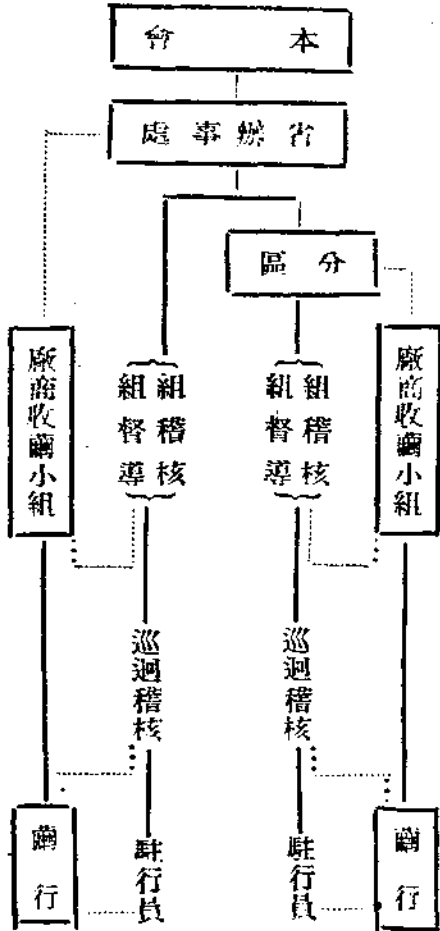 本會
省辦事處
分區
廠商收繭小組
組稽核
組督導
組稽核
組督導
廠商收繭小組
巡迴稽核
巡迴稽核
繭行
駐行員
駐行員
繭行